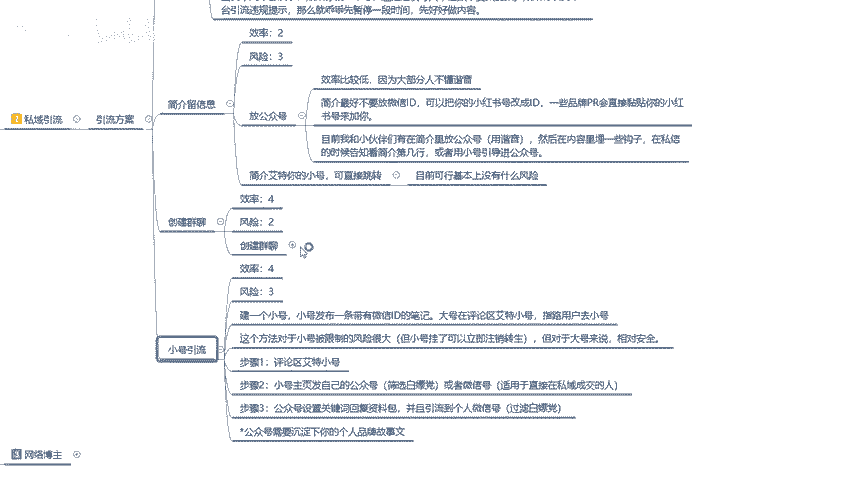 台引流违规提示，那么就乖乖先暂停一段时间，先好好做内容。
效率：2
风险：3
简介留信息
效率比较低，因为大部分人不懂谐音
放公众号
简介最好不要放微信ID，可以把你的小红书号改成ID，一些品牌PR会直接黏贴你的小红
书号来加你。
目前我和小伙伴们有在简介里放公众号（用谐音），然后在内容里埋一些钩子，在私信
的时候告知看简介第几行，或者用小号引导进公众号。
简介艾特你的小号，可直接跳转
目前可行基本上没有什么风险
私域引流
引流方案
效率：4
风险：2
创建群聊
创建群聊
效率：4
风险：3
建一个小号，小号发布一条带有微信ID的笔记。大号在评论区艾特小号，指路用户去小号
这个方法对于小号被限制的风险很大（但小号挂了可以立即注销转生），但对于大号来说，相对安全。
小号引流
步骤1：评论区艾特小号
步骤2：小号主页发自己的公众号（筛选白嫖党）或者微信号（适用于直接在私域成交的人）
步骤3：公众号设置关键词回复资料包，并且引流到个人微信号（过滤白嫖党）
*公众号需要沉淀下你的个人品牌故事文
3 网络博主